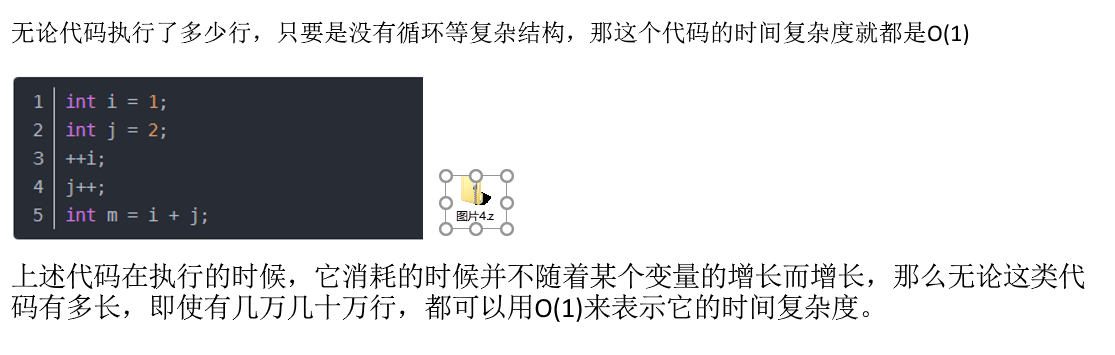 无论代码执行了多少行，只要是没有循环等复杂结构，那这个代码的时间复杂度就都是O(1)
1 int i = 1;
2 int j = 2;
3 ++i;
4 j++;
5 int m = i + j;
图片4.z
上述代码在执行的时候，它消耗的时候并不随着某个变量的增长而增长，那么无论这类代
码有多长，即使有几万几十万行，都可以用O(1)来表示它的时间复杂度。